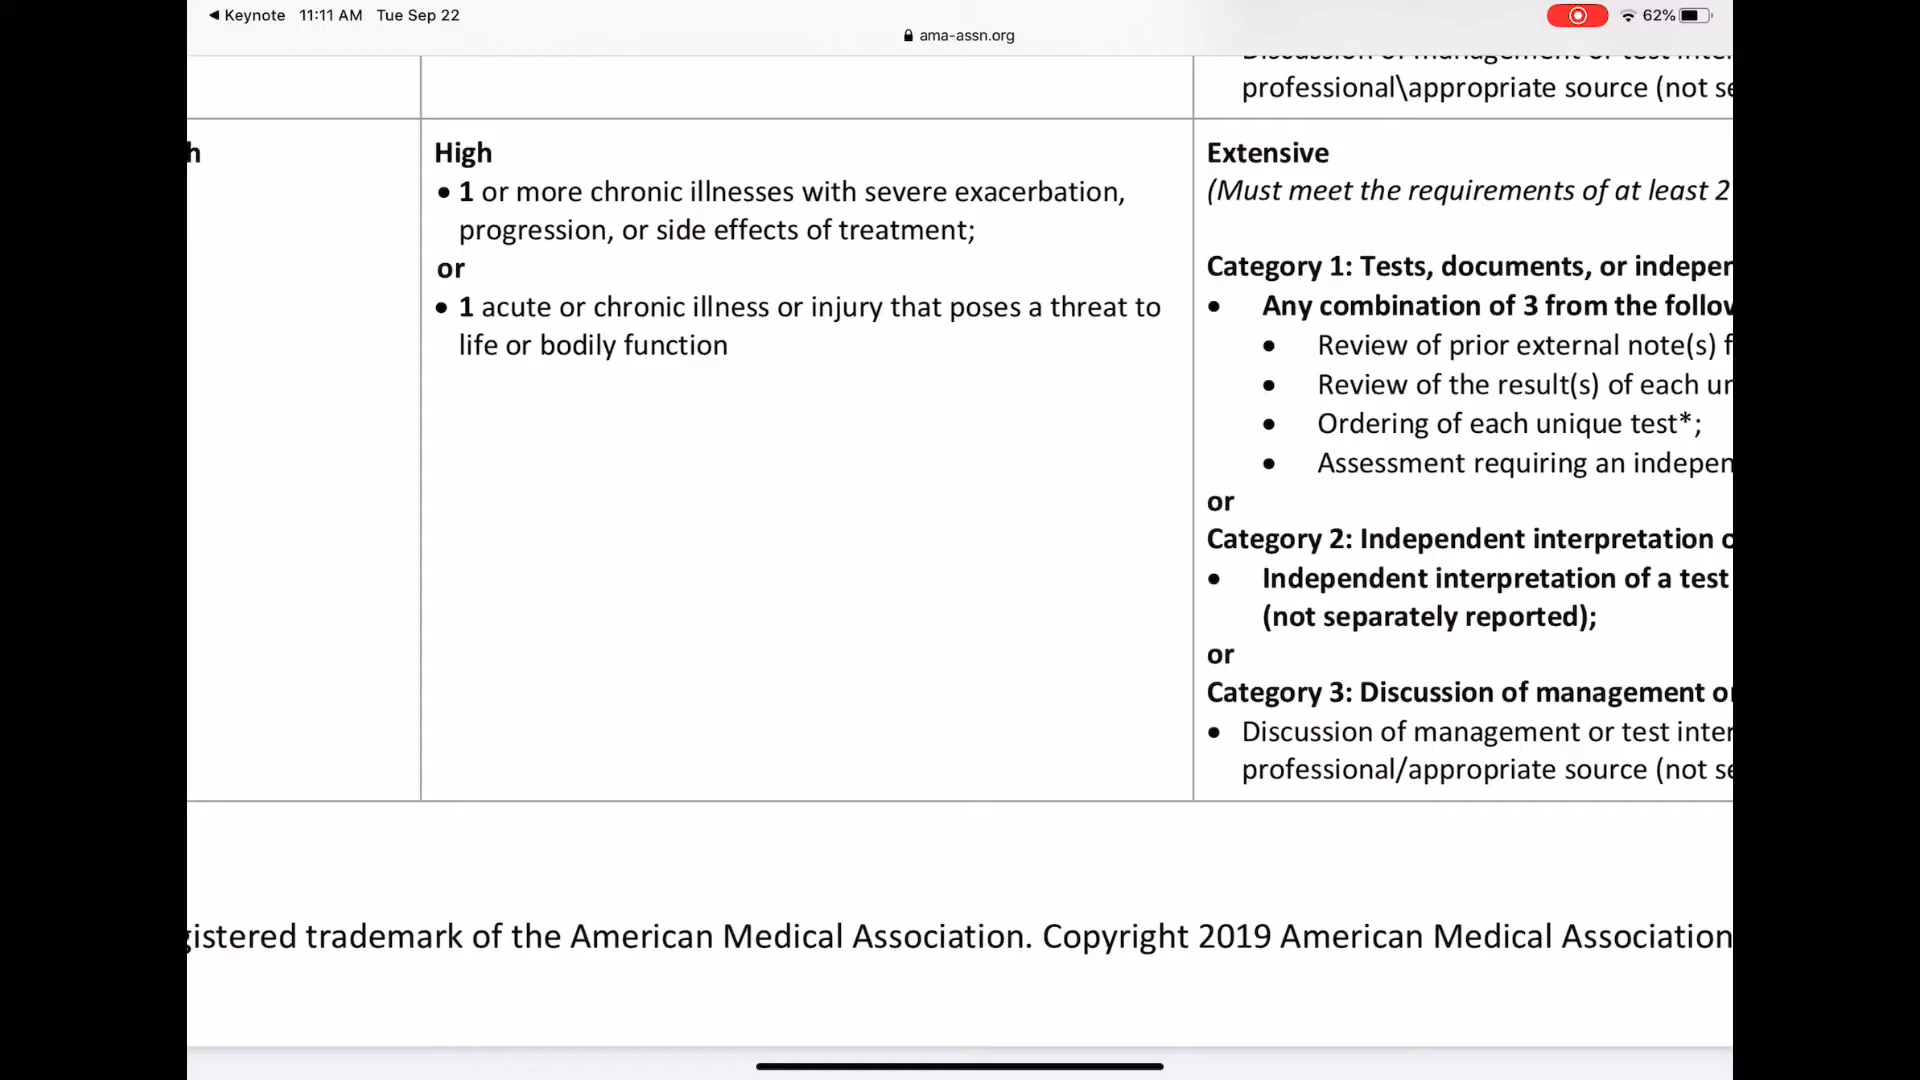 Keynote 11:11 AM Tue Sep 22
62%
ama-assn.org
professional\appropriate source (not
High
• 1 or more chronic illnesses with severe exacerbation,
progression, or side effects of treatment;
or
• 1 acute or chronic illness or injury that poses a threat to
life or bodily function
Extensive
(Must meet the requirements of at least 2
Category 1: Tests, documents, or
• Any combination of 3 from the
• Review of prior external note(s)
• Review of the result(s) of each
• Ordering of each unique test*;
• Assessment requiring an
or
Category 2: Independent interpretation
• Independent interpretation of a test
(not separately reported);
or
Category 3: Discussion of management
• Discussion of management or test
professional/appropriate source (not
trademark of the American Medical Association. Copyright 2019 American Medical Association